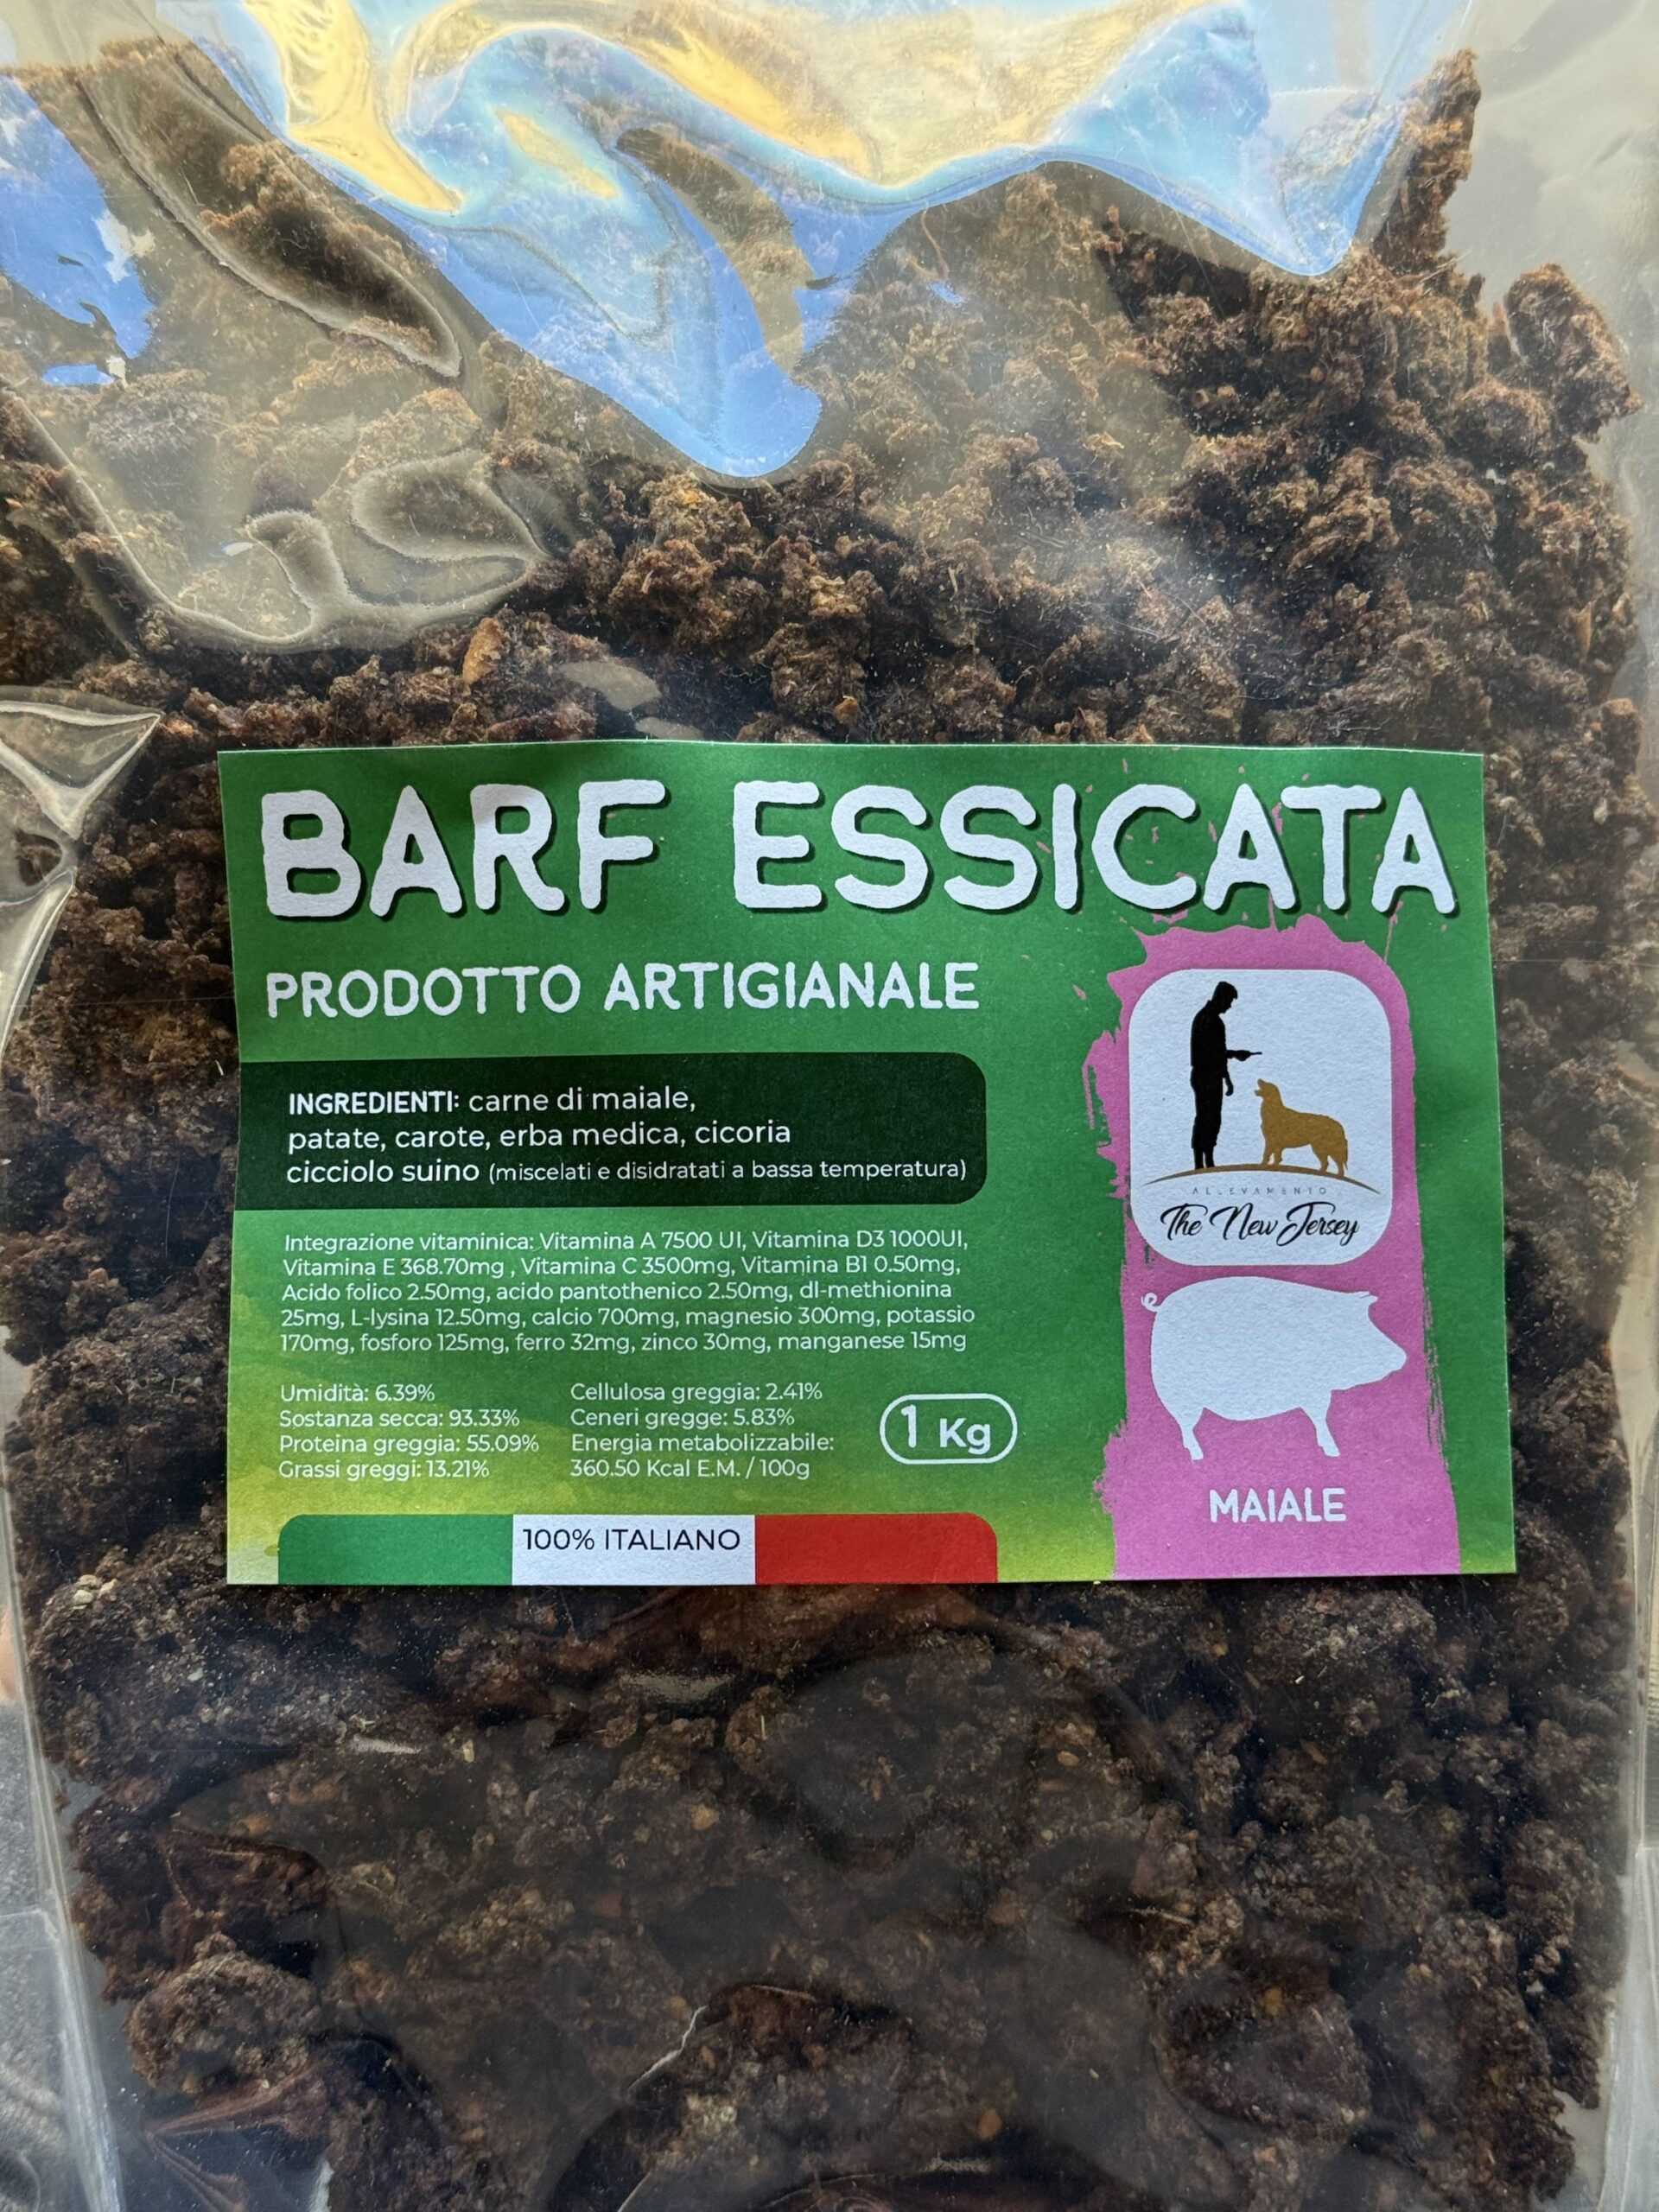 BARF ESSICATA
PRODOTTO ARTIGIANALE
INGREDIENTI: carne di maiale,
patate, carote, erba medica, cicoria
cicciolo suino (miscelati e disidratati a bassa temperatura)
Integrazione vitaminica: Vitamina A 7500 UI, Vitamina D3 1000UI,
Vitamina E 368.70mg , Vitamina C 3500mg, Vitamina B1 0.50mg,
Acido folico 2.50mg, acido pantothenico 2.50mg, dl-methionina
25mg, L-lysina 12.50mg, calcio 700mg, magnesio 300mg, potassio
170mg, fosforo 125mg, ferro 32mg, zinco 30mg, manganese 15mg
Umidità: 6.39%
Sostanza secca: 93.33%
Proteina greggia: 55.09%
Grassi greggi: 13.21%
Cellulosa greggia: 2.41%
Ceneri gregge: 5.83%
Energia metabolizzabile:
360.50 Kcal E.M. / 100g
1 Kg
100% ITALIANO
ALLEVAMENTO
The New Jersey
MAIALE